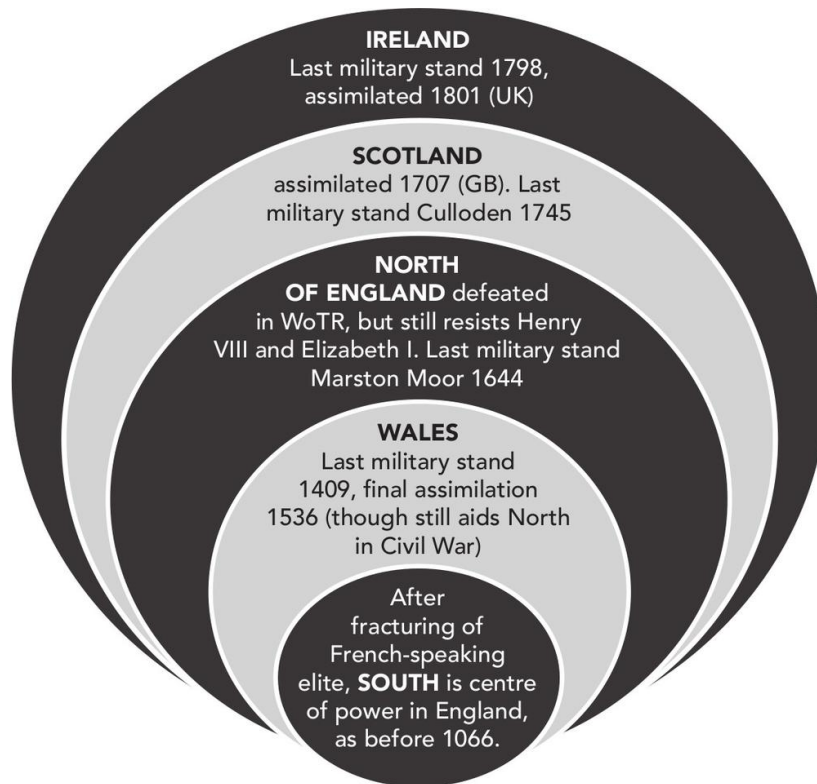 IRELAND
Last military stand 1798,
assimilated 1801 (UK)
SCOTLAND
assimilated 1707 (GB). Last
military stand Culloden 1745
NORTH
OF ENGLAND defeated
in WoTR, but still resists Henry
VIII and Elizabeth I. Last military stand
Marston Moor 1644
WALES
Last military stand
1409, final assimilation
1536 (though still aids North
in Civil War)
After
fracturing of
French-speaking
elite, SOUTH is centre
of power in England,
as before 1066.